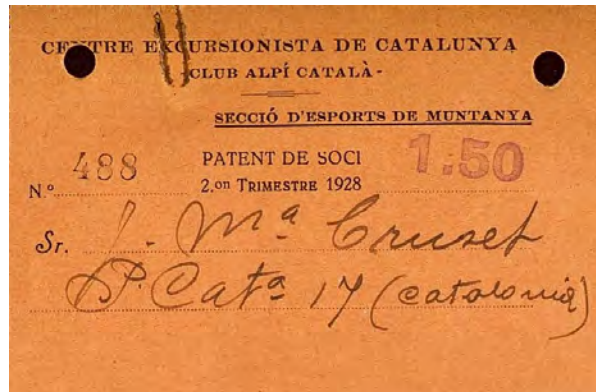 CENTRE EXCURSIONISTA DE CATALUNYA
-CLUB ALPÍ CATALÀ-
SECCIÓ D'ESPORTS DE MUNTANYA
N.º 488 PATENT DE SOCI 1.50
2.on TRIMESTRE 1928
Sr. J. Mª Cruset
P. Catª 17 (Catalonia)